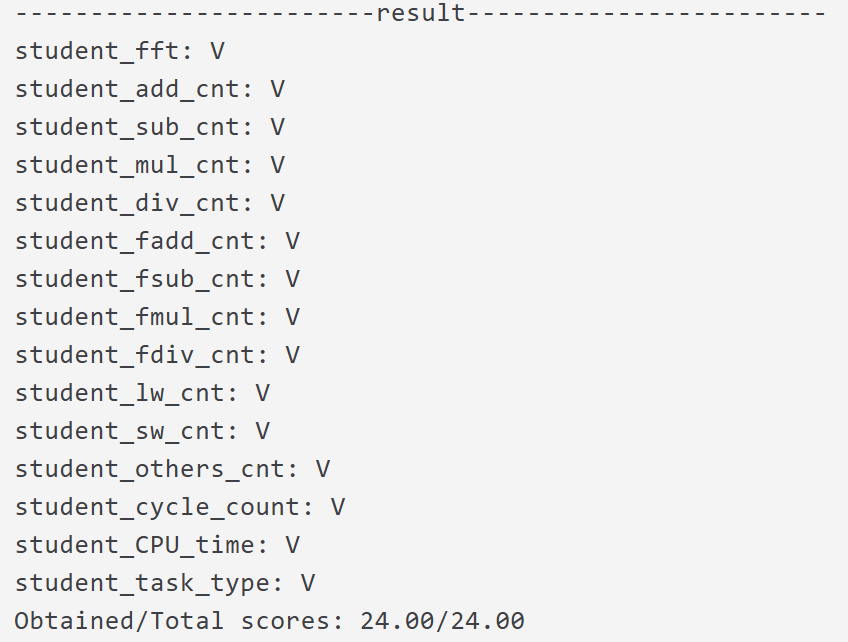 ------------------------result------------------------
student_fft: V
student_add_cnt: V
student_sub_cnt: V
student_mul_cnt: V
student_div_cnt: V
student_fadd_cnt: V
student_fsub_cnt: V
student_fmul_cnt: V
student_fdiv_cnt: V
student_lw_cnt: V
student_sw_cnt: V
student_others_cnt: V
student_cycle_count: V
student_CPU_time: V
student_task_type: V
Obtained/Total scores: 24.00/24.00